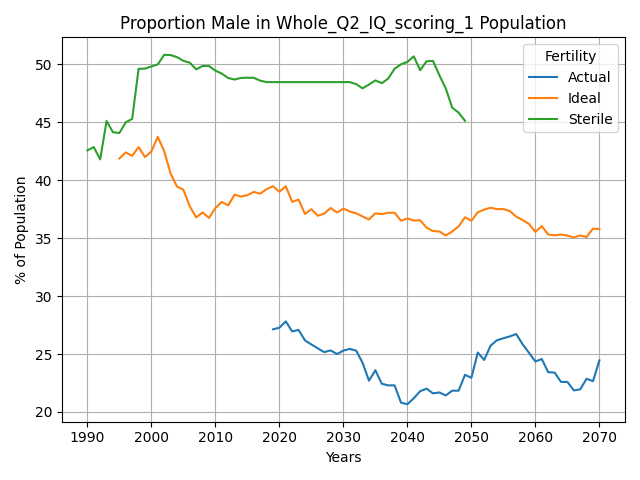 Proportion Male in Whole_Q2_IQ_scoring_1 Population
Fertility
Actual
Ideal
Sterile
% of Population
50
45
40
35
30
25
20
1990
2000
2010
2020
2030
2040
2050
2060
2070
Years